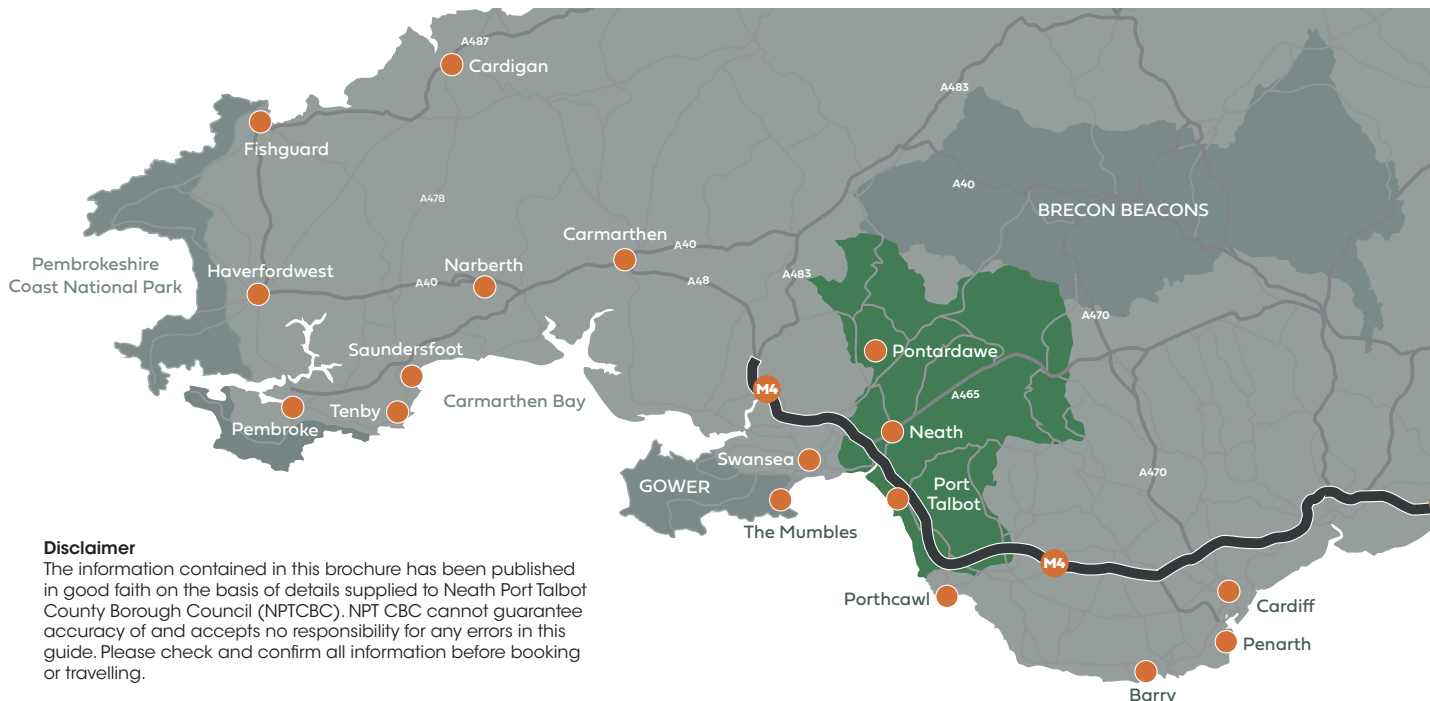 A487
Cardigan
A483
Fishguard
A478
A40
BRECON BEACONS
Carmarthen
A40
Pembrokeshire
Coast National Park
Haverfordwest
Narberth
A40
A48
A483
A470
Saundersfoot
Pontardawe
M4
Carmarthen Bay
A465
Tenby
Pembroke
Neath
Swansea
A470
GOWER
Port
Talbot
The Mumbles
M4
Porthcawl
Cardiff
Penarth
Barry
Disclaimer
The information contained in this brochure has been published
in good faith on the basis of details supplied to Neath Port Talbot
County Borough Council (NPTCBC). NPT CBC cannot guarantee
accuracy of and accepts no responsibility for any errors in this
guide. Please check and confirm all information before booking
or travelling.